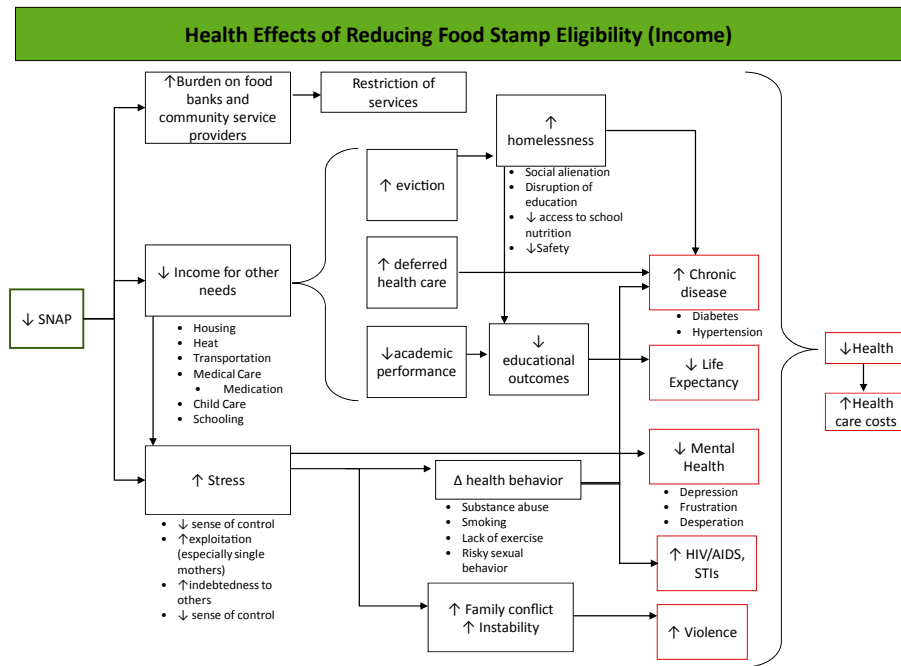 Health Effects of Reducing Food Stamp Eligibility (Income)
↑Burden on food
banks and
community service
providers
Restriction of
services
↑
homelessness
• Social alienation
• Disruption of
education
• ↓ access to school
nutrition
• ↓Safety
↑ eviction
↓ Income for other
needs
• Housing
• Heat
• Transportation
• Medical Care
• Medication
• Child Care
• Schooling
↑ deferred
health care
↑ Chronic
disease
• Diabetes
• Hypertension
↓ SNAP
↓academic
performance
↓
educational
outcomes
↓ Life
Expectancy
↓Health
↑Health
care costs
↑ Stress
• ↓ sense of control
• ↑exploitation
(especially single
mothers)
• ↑indebtedness to
others
• ↓ sense of control
Δ health behavior
• Substance abuse
• Smoking
• Lack of exercise
• Risky sexual
behavior
↓ Mental
Health
• Depression
• Frustration
• Desperation
↑ HIV/AIDS,
STIs
↑ Family conflict
↑ Instability
↑ Violence